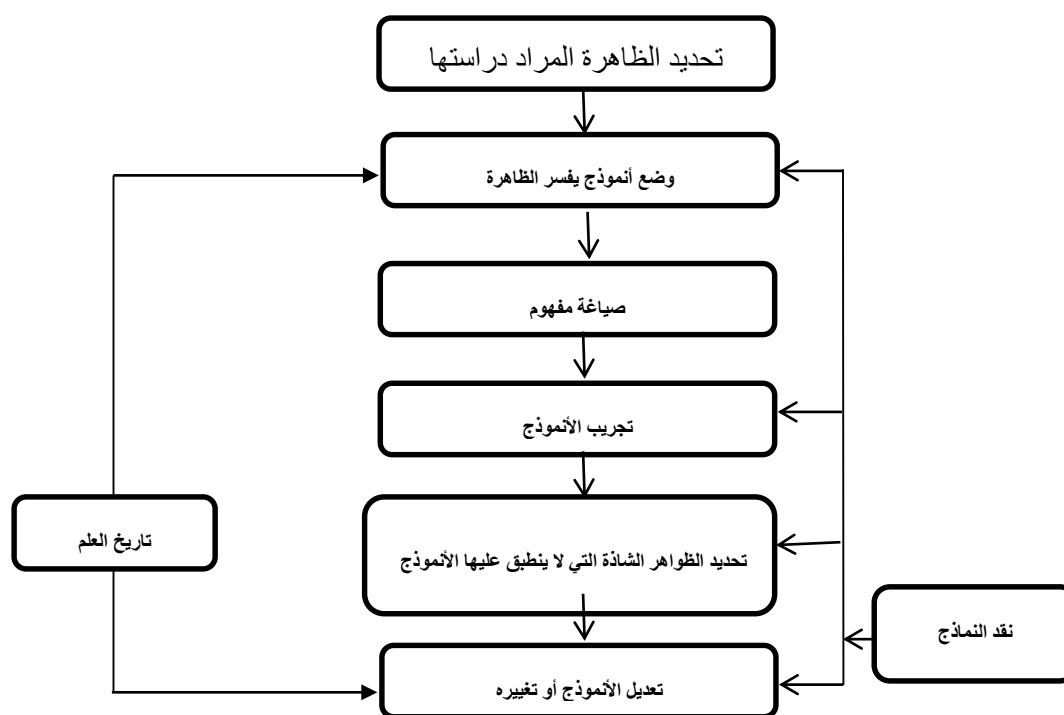 تحديد الظاهرة المراد دراستها
وضع أنموذج يفسر الظاهرة
صياغة مفهوم
تجريب الأنموذج
تاريخ العلم
تحديد الظواهر الشاذة التي لا ينطبق عليها الأنموذج
نقد النماذج
تعديل الأنموذج أو تغييره